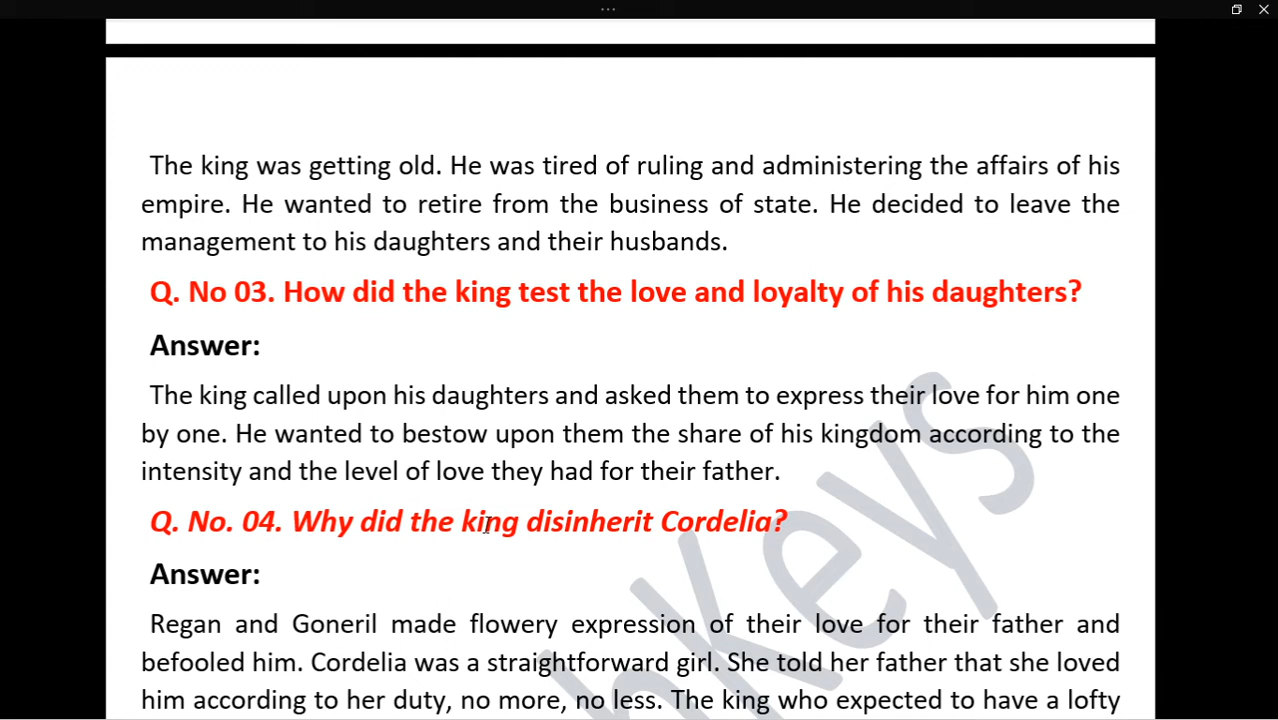 The king was getting old. He was tired of ruling and administering the affairs of his
empire. He wanted to retire from the business of state. He decided to leave the
management to his daughters and their husbands.
Q. No 03. How did the king test the love and loyalty of his daughters?
Answer:
The king called upon his daughters and asked them to express their love for him one
by one. He wanted to bestow upon them the share of his kingdom according to the
intensity and the level of love they had for their father.
Q. No. 04. Why did the king disinherit Cordelia?
Answer:
Regan and Goneril made flowery expression of their love for their father and
befooled him. Cordelia was a straightforward girl. She told her father that she loved
him according to her duty, no more, no less. The king who expected to have a lofty
hKeys